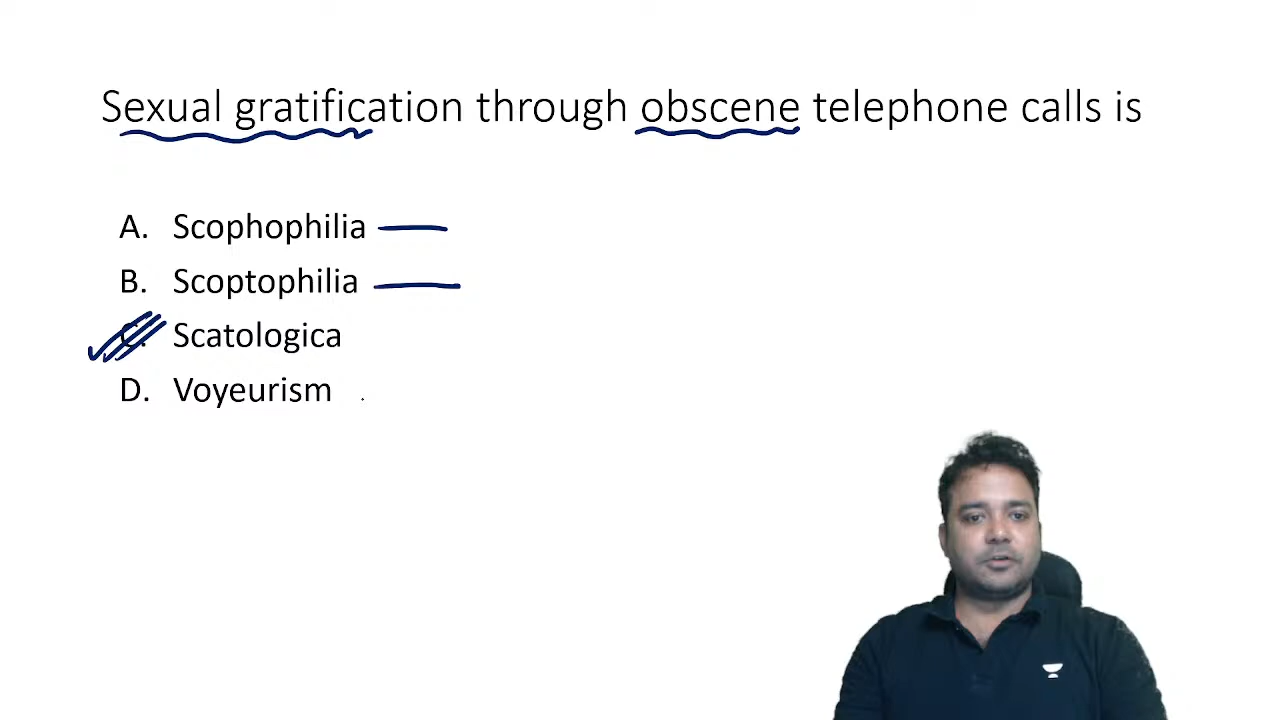 Sexual gratification through obscene telephone calls is
A. Scophophilia
B. Scoptophilia
C. Scatologica
D. Voyeurism